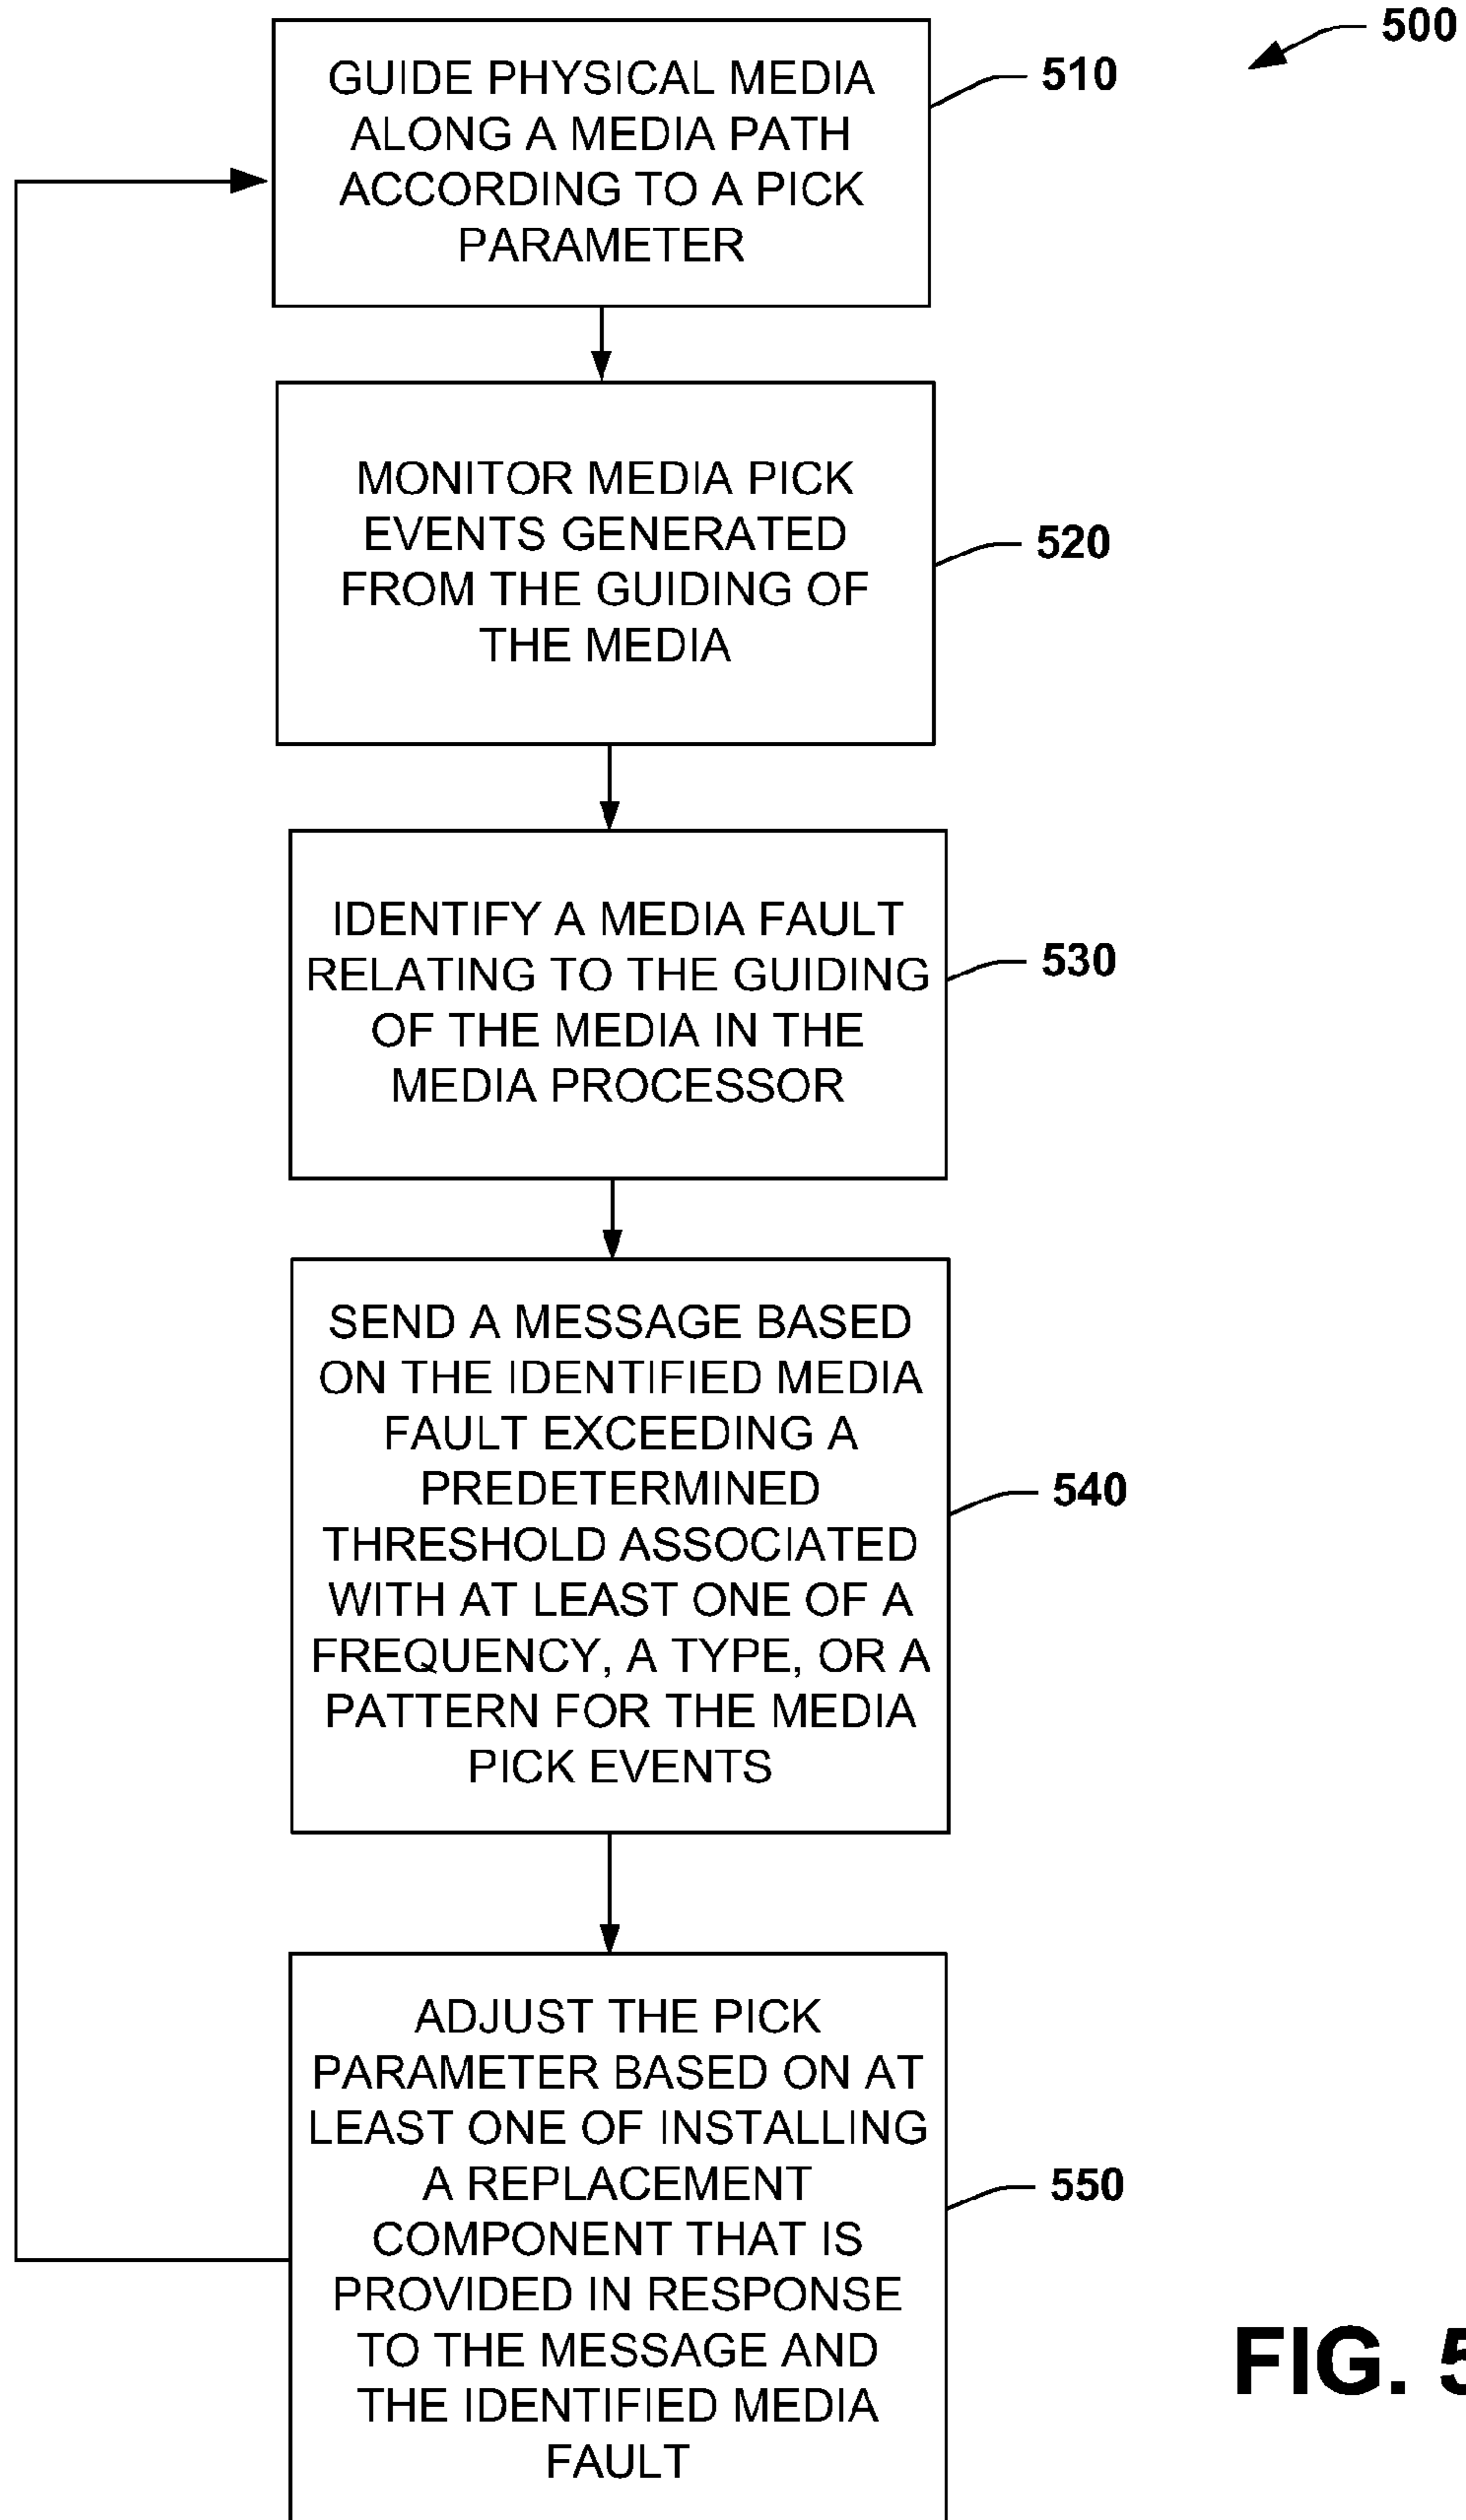 500
GUIDE PHYSICAL MEDIA
ALONG A MEDIA PATH
ACCORDING TO A PICK
PARAMETER
510
MONITOR MEDIA PICK
EVENTS GENERATED
FROM THE GUIDING OF
THE MEDIA
520
IDENTIFY A MEDIA FAULT
RELATING TO THE GUIDING
OF THE MEDIA IN THE
MEDIA PROCESSOR
530
SEND A MESSAGE BASED
ON THE IDENTIFIED MEDIA
FAULT EXCEEDING A
PREDETERMINED
THRESHOLD ASSOCIATED
WITH AT LEAST ONE OF A
FREQUENCY, A TYPE, OR A
PATTERN FOR THE MEDIA
PICK EVENTS
540
ADJUST THE PICK
PARAMETER BASED ON AT
LEAST ONE OF INSTALLING
A REPLACEMENT
COMPONENT THAT IS
PROVIDED IN RESPONSE
TO THE MESSAGE AND
THE IDENTIFIED MEDIA
FAULT
550
FIG. 5